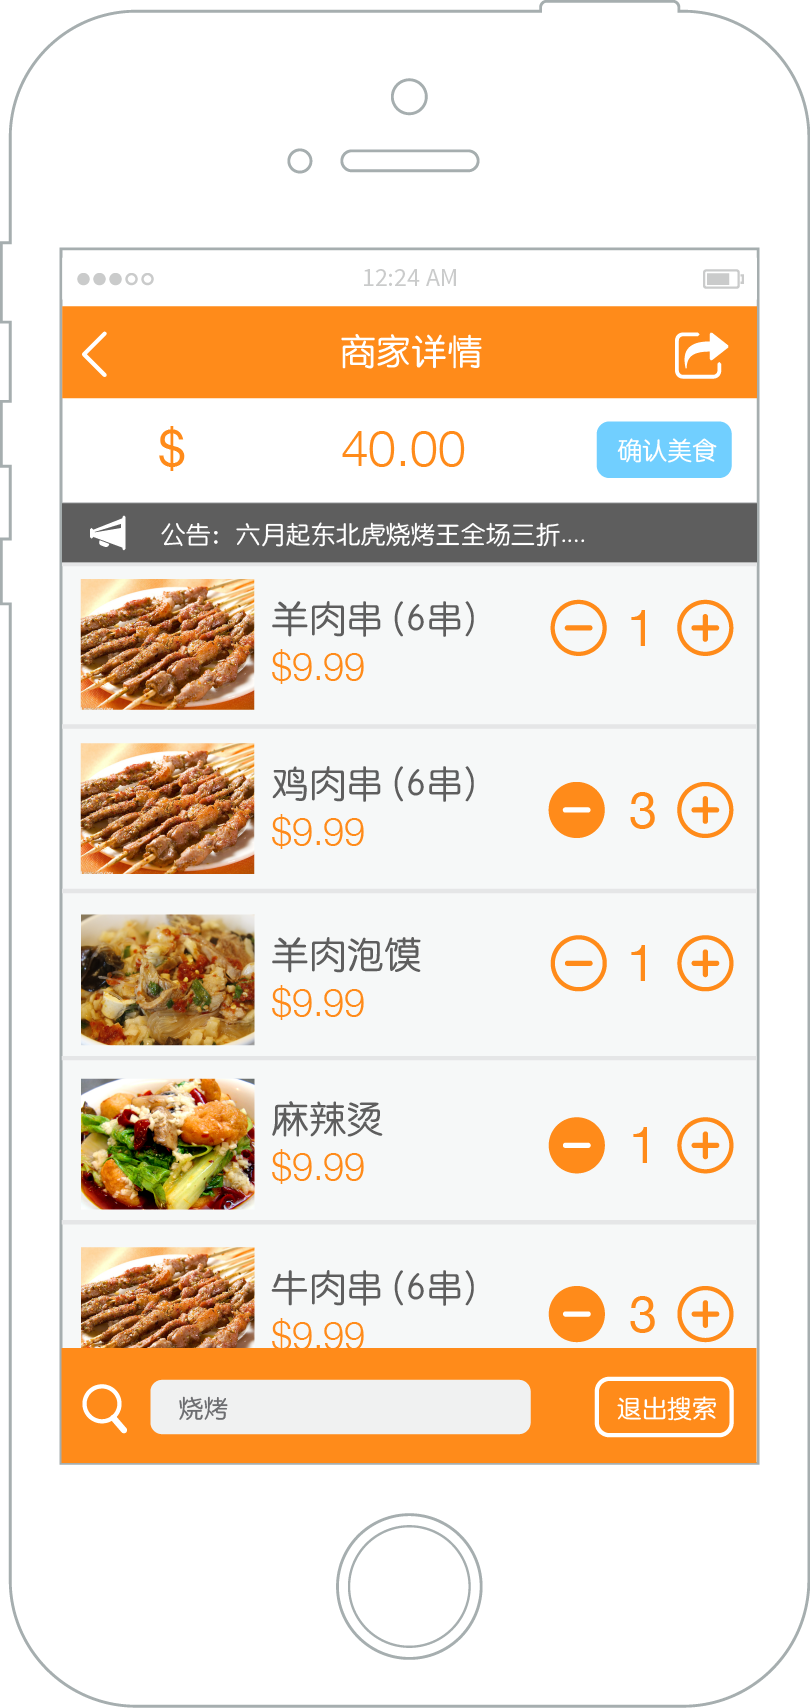 12:24 AM
商家详情
$ 40.00 确认美食
公告：六月起东北虎烧烤王全场三折....
羊肉串（6串）
$9.99
1
鸡肉串（6串）
$9.99
3
羊肉泡馍
$9.99
1
麻辣烫
$9.99
1
牛肉串（6串）
$9.99
3
烧烤 退出搜索